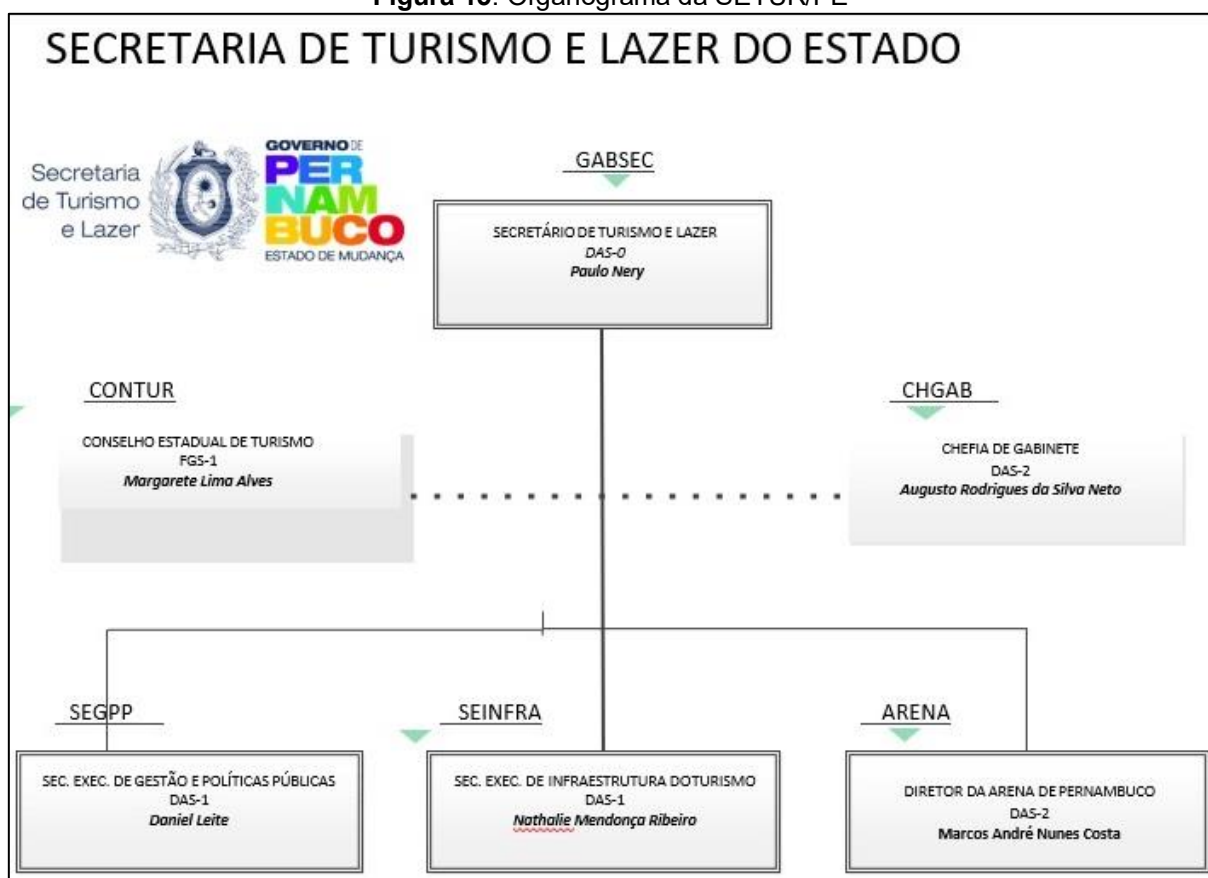 Figura 16. Organograma da SETUR/PE
SECRETARIA DE TURISMO E LAZER DO ESTADO
Secretaria
de Turismo
e Lazer
GOVERNO DE
PER
NAM
BUCO
ESTADO DE MUDANÇA
GABSEC
SECRETÁRIO DE TURISMO E LAZER
DAS-0
Paulo Nery
CONTUR
CONSELHO ESTADUAL DE TURISMO
FGS-1
Margarete Lima Alves
CHGAB
CHEFIA DE GABINETE
DAS-2
Augusto Rodrigues da Silva Neto
SEGPP
SEC. EXEC. DE GESTÃO E POLÍTICAS PÚBLICAS
DAS-1
Daniel Leite
SEINFRA
SEC. EXEC. DE INFRAESTRUTURA DOTURISMO
DAS-1
Nathalie Mendonça Ribeiro
ARENA
DIRETOR DA ARENA DE PERNAMBUCO
DAS-2
Marcos André Nunes Costa